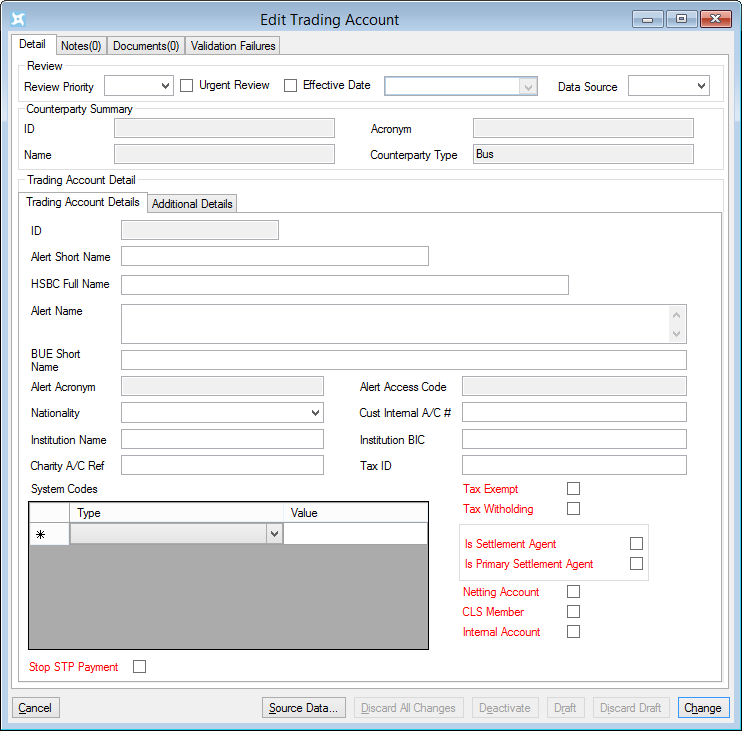 Edit Trading Account
Detail Notes(0) Documents(0) Validation Failures
Review
Review Priority Urgent Review Effective Date Data Source
Counterparty Summary
ID Acronym
Name Counterparty Type Bus
Trading Account Detail
Trading Account Details Additional Details
ID
Alert Short Name
HSBC Full Name
Alert Name
BUE Short
Name
Alert Acronym Alert Access Code
Nationality Cust Internal A/C #
Institution Name Institution BIC
Charity A/C Ref Tax ID
System Codes Tax Exempt
Type Value Tax Witholding
Is Settlement Agent
Is Primary Settlement Agent
Netting Account
CLS Member
Internal Account
Stop STP Payment
Cancel Source Data... Discard All Changes Deactivate Draft Discard Draft Change